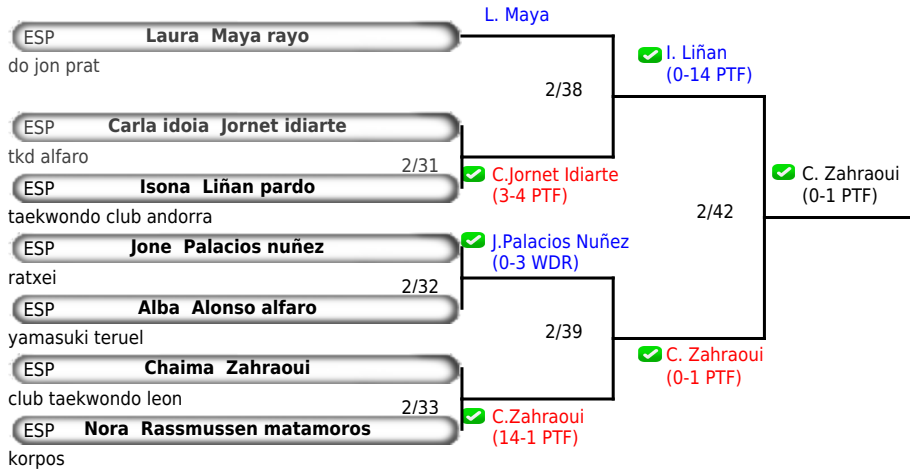 L. Maya
ESP Laura Maya rayo
do jon prat
I. Liñan
(0-14 PTF)
2/38
ESP Carla idoia Jornet idiarte
tkd alfaro
2/31
C.Jornet Idiarte
(3-4 PTF)
ESP Isona Liñan pardo
taekwondo club andorra
C. Zahraoui
(0-1 PTF)
2/42
ESP Jone Palacios nuñez
ratxei
J.Palacios Nuñez
(0-3 WDR)
2/32
ESP Alba Alonso alfaro
yamasuki teruel
2/39
ESP Chaima Zahraoui
club taekwondo leon
C. Zahraoui
(0-1 PTF)
2/33
C.Zahraoui
(14-1 PTF)
ESP Nora Rassmussen matamoros
korpos